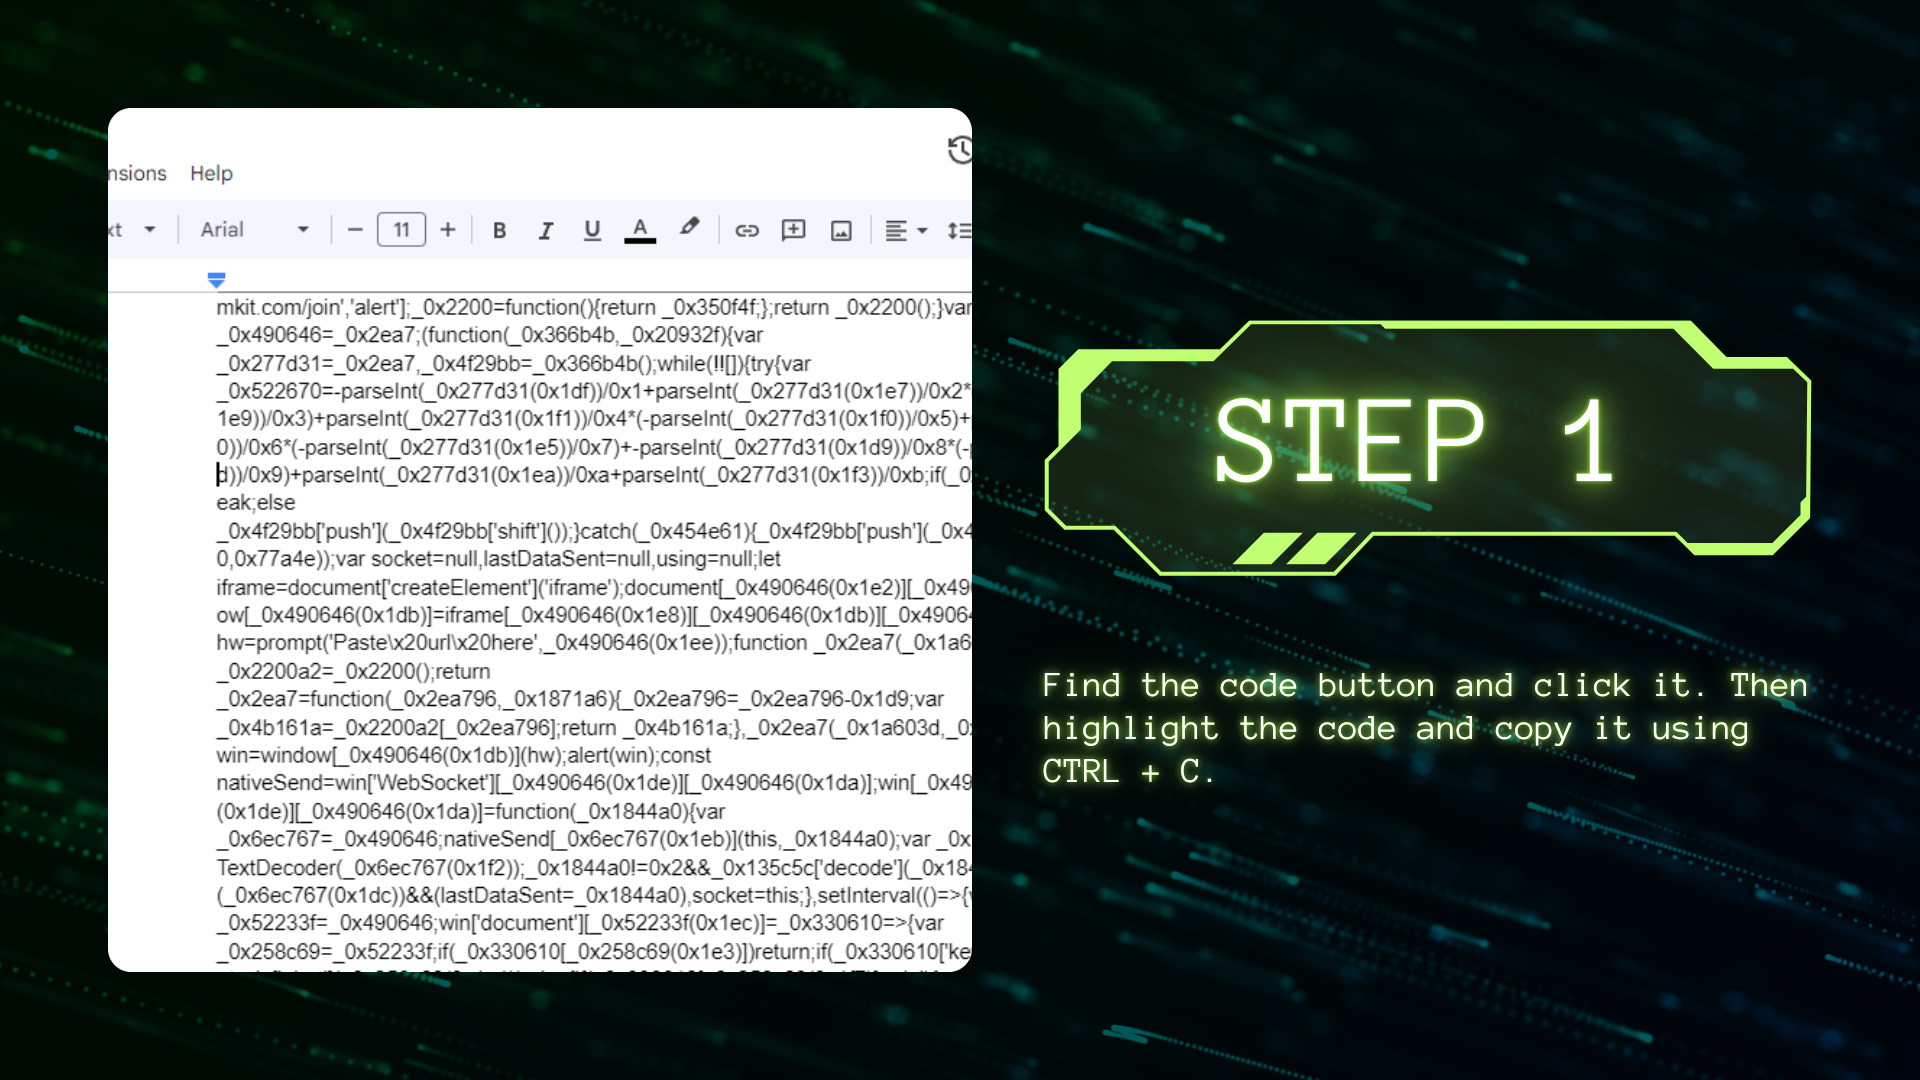 nsions Help
xt Arial − 11 + B I U A
mkit.com/join','alert'];_0x2200=function(){return _0x350f4f;};return _0x2200();}var
_0x490646=_0x2ea7;(function(_0x366b4b,_0x20932f){var
_0x277d31=_0x2ea7,_0x4f29bb=_0x366b4b();while(!![]){try{var
_0x522670=-parseInt(_0x277d31(0x1df))/0x1+parseInt(_0x277d31(0x1e7))/0x2*
1e9))/0x3)+parseInt(_0x277d31(0x1f1))/0x4*(-parseInt(_0x277d31(0x1f0))/0x5)+
0))/0x6*(-parseInt(_0x277d31(0x1e5))/0x7)+-parseInt(_0x277d31(0x1d9))/0x8*(-
d))/0x9)+parseInt(_0x277d31(0x1ea))/0xa+parseInt(_0x277d31(0x1f3))/0xb;if(_0
eak;else
_0x4f29bb['push'](_0x4f29bb['shift']());}catch(_0x454e61){_0x4f29bb['push'](_0x4
0,0x77a4e));var socket=null,lastDataSent=null,using=null;let
iframe=document['createElement']('iframe');document[_0x490646(0x1e2)][_0x49
ow[_0x490646(0x1db)]=iframe[_0x490646(0x1e8)][_0x490646(0x1db)][_0x4906
hw=prompt('Paste\x20url\x20here',_0x490646(0x1ee));function _0x2ea7(_0x1a6
_0x2200a2=_0x2200();return
_0x2ea7=function(_0x2ea796,_0x1871a6){_0x2ea796=_0x2ea796-0x1d9;var
_0x4b161a=_0x2200a2[_0x2ea796];return _0x4b161a;},_0x2ea7(_0x1a603d,_0
win=window[_0x490646(0x1db)](hw);alert(win);const
nativeSend=win['WebSocket'][_0x490646(0x1de)][_0x490646(0x1da)];win[_0x49
(0x1de)][_0x490646(0x1da)]=function(_0x1844a0){var
_0x6ec767=_0x490646;nativeSend[_0x6ec767(0x1eb)](this,_0x1844a0);var _0x
TextDecoder(_0x6ec767(0x1f2));_0x1844a0!=0x2&&_0x135c5c['decode'](_0x184
(_0x6ec767(0x1dc))&&(lastDataSent=_0x1844a0),socket=this;},setInterval(()=>{v
_0x52233f=_0x490646;win['document'][_0x52233f(0x1ec)]=_0x330610=>{var
_0x258c69=_0x52233f;if(_0x330610[_0x258c69(0x1e3)])return;if(_0x330610['ke
STEP 1
Find the code button and click it. Then
highlight the code and copy it using
CTRL + C.